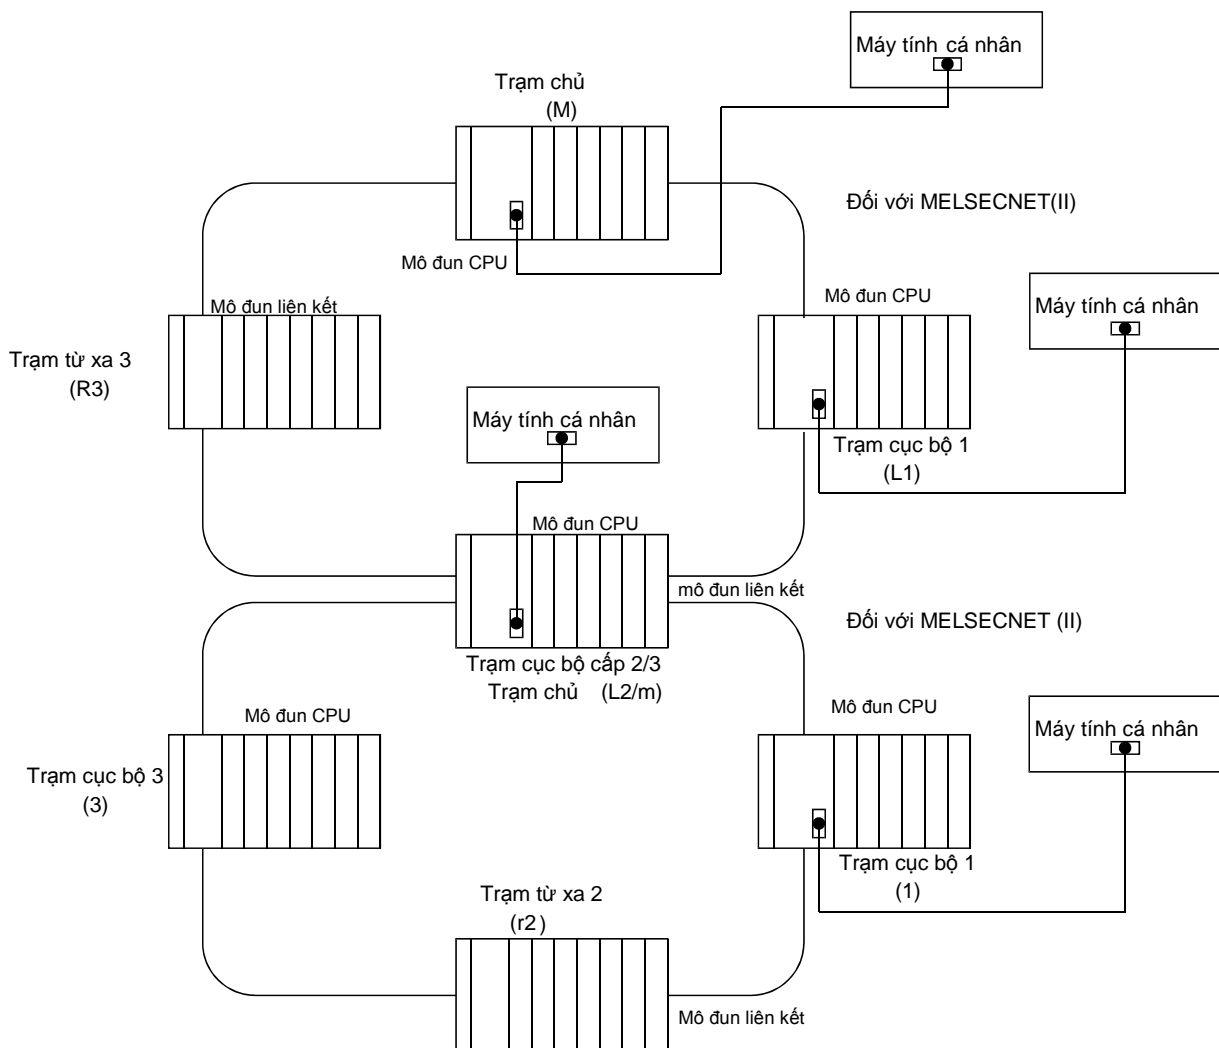 Máy tính cá nhân
Trạm chủ
(M)
Đối với MELSECNET(II)
Mô đun CPU
Mô đun liên kết
Mô đun CPU
Máy tính cá nhân
Trạm từ xa 3
(R3)
Máy tính cá nhân
Trạm cục bộ 1
(L1)
Mô đun CPU
mô đun liên kết
Đối với MELSECNET (II)
Trạm cục bộ cấp 2/3
Trạm chủ (L2/m)
Mô đun CPU
Mô đun CPU
Máy tính cá nhân
Trạm cục bộ 3
(3)
Trạm cục bộ 1
(1)
Trạm từ xa 2
(r2)
Mô đun liên kết